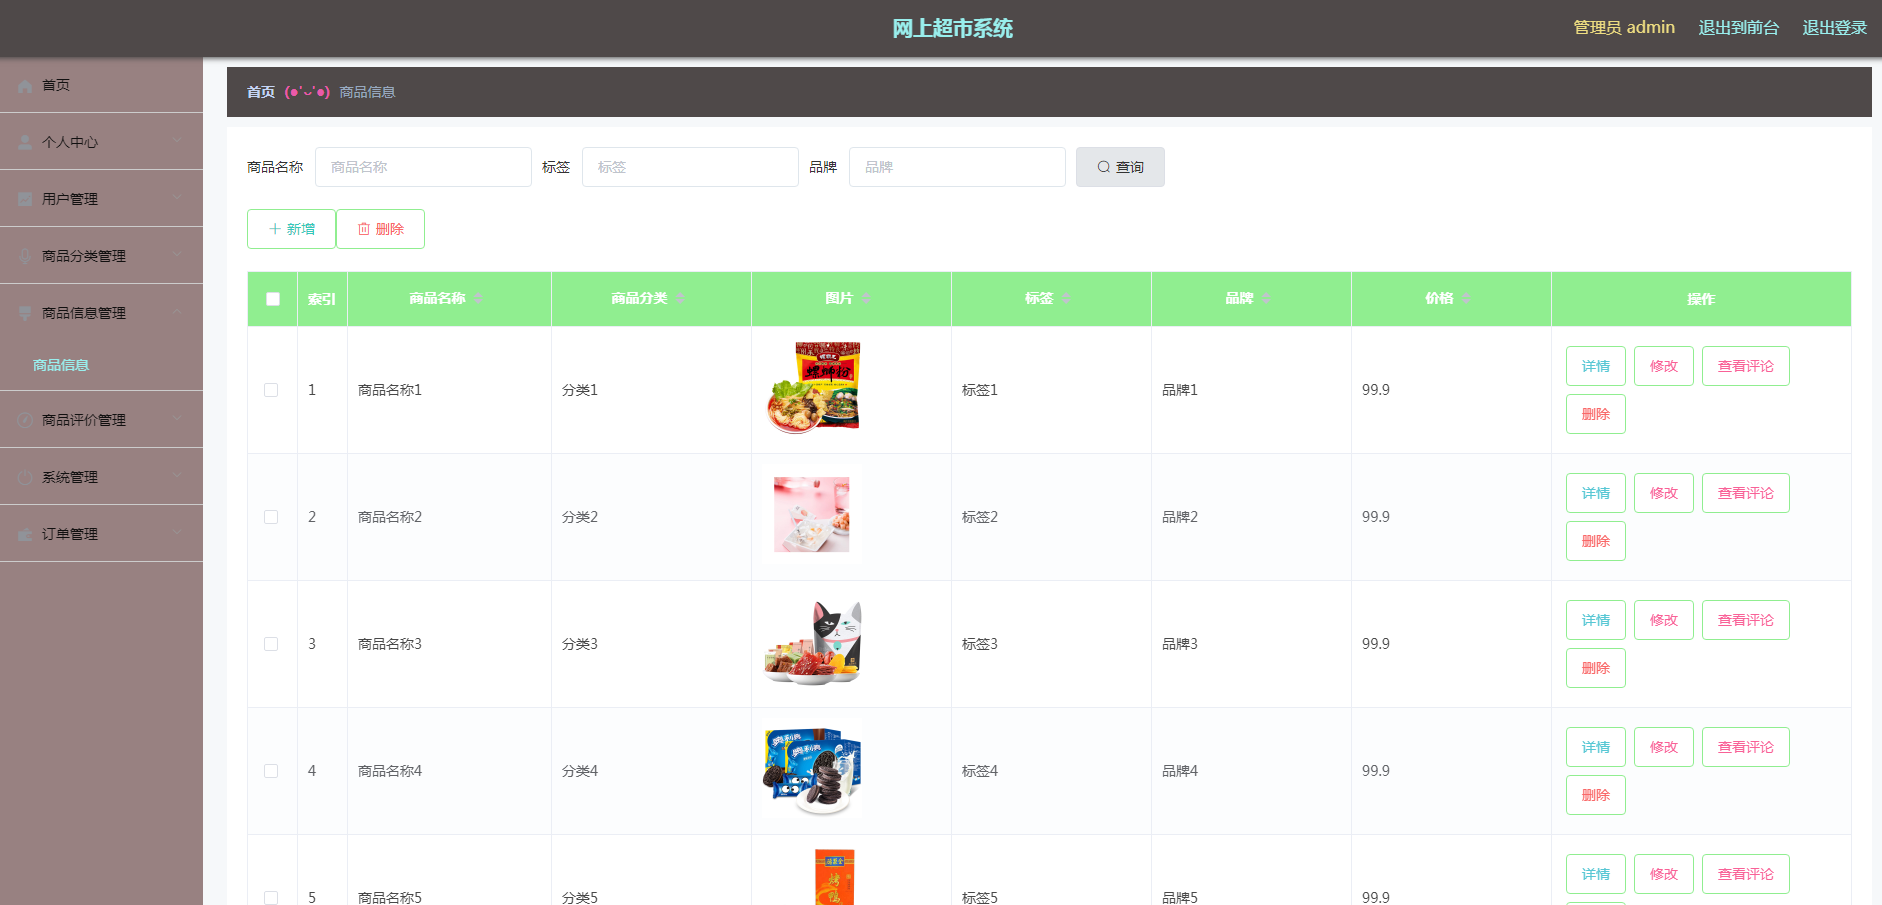 网上超市系统
管理员 admin 退出到前台 退出登录
首页
个人中心
用户管理
商品分类管理
商品信息管理
商品信息
商品评价管理
系统管理
订单管理
首页 (●'◡'●) 商品信息
商品名称 商品名称 标签 标签 品牌 品牌 查询
新增 删除
索引 商品名称 商品分类 图片 标签 品牌 价格 操作
1 商品名称1 分类1 螺蛳粉 标签1 品牌1 99.9 详情 修改 查看评论
删除
2 商品名称2 分类2 标签2 品牌2 99.9 详情 修改 查看评论
删除
3 商品名称3 分类3 标签3 品牌3 99.9 详情 修改 查看评论
删除
4 商品名称4 分类4 奥利奥 奥利奥 标签4 品牌4 99.9 详情 修改 查看评论
删除
5 商品名称5 分类5 烤鸭 标签5 品牌5 99.9 详情 修改 查看评论